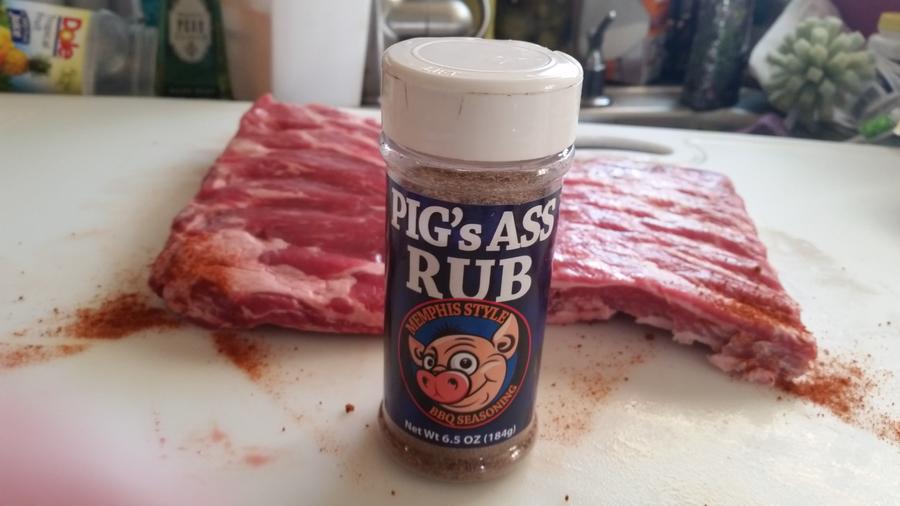 Dole
PIG's ASS
RUB
MEMPHIS STYLE
BBQ SEASONING
Net Wt 6.5 OZ (184g)